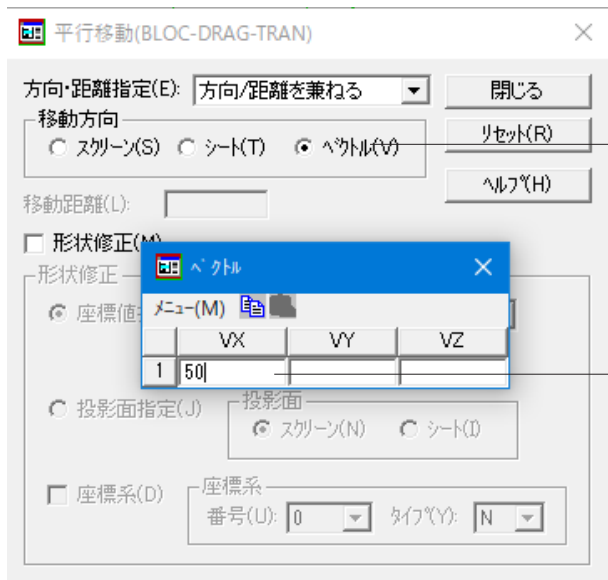 平行移動(BLOC-DRAG-TRAN)
方向・距離指定(E): 方向/距離を兼ねる 閉じる
移動方向 リセット(R)
スクリーン(S) シート(T) ベクトル(V)
ヘルプ(H)
移動距離(L):
形状修正(M)
ベクトル
形状修正
座標値
メニュー(M)
VX VY VZ
1 50
投影面指定(J) 投影面
スクリーン(N) シート(I)
座標系(D) 座標系
番号(U): 0 タイプ(Y): N